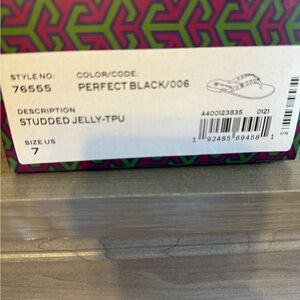 STYLE NO: COLOR/CODE:
76555 PERFECT BLACK/006
DESCRIPTION 4400123835 0121
STUDDED JELLY-TPU
SIZE US
7 1 92485 69458 1
CN